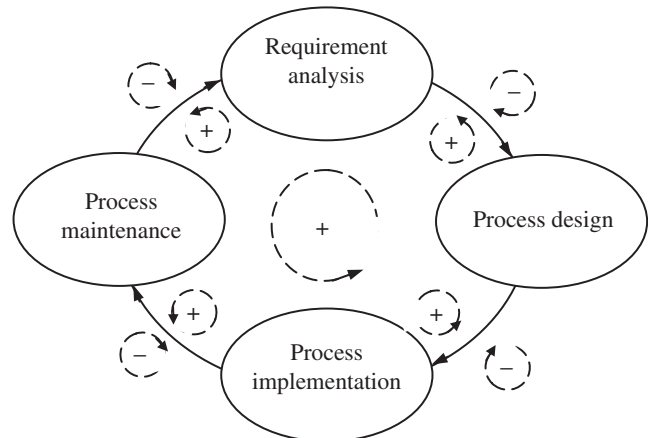 Requirement
analysis
−
−
+
+
Process
maintenance
+
Process design
+
+
−
−
Process
implementation